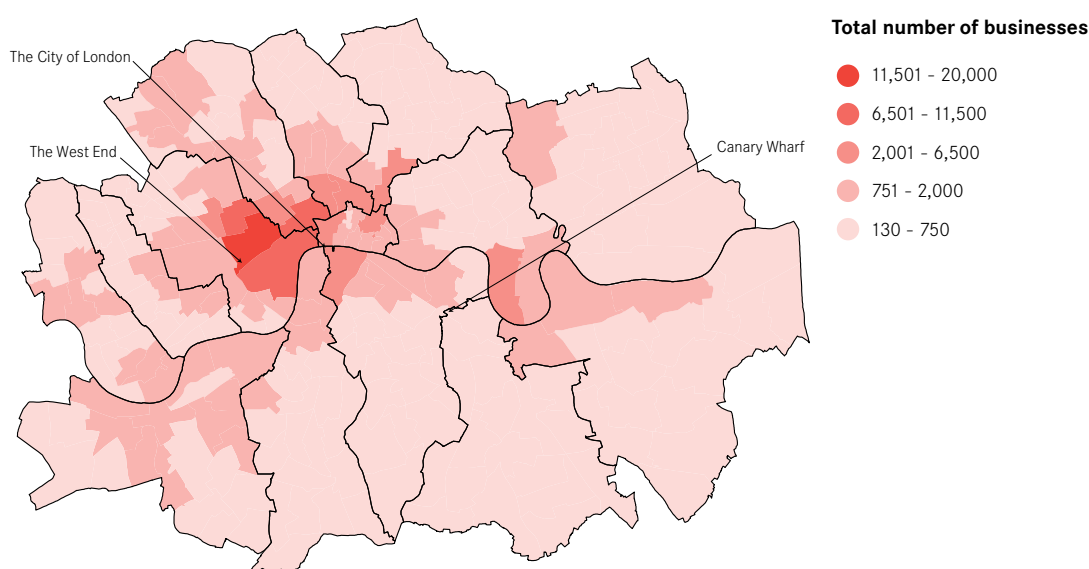 Total number of businesses
11,501 - 20,000
6,501 - 11,500
2,001 - 6,500
751 - 2,000
130 - 750
The City of London
The West End
Canary Wharf